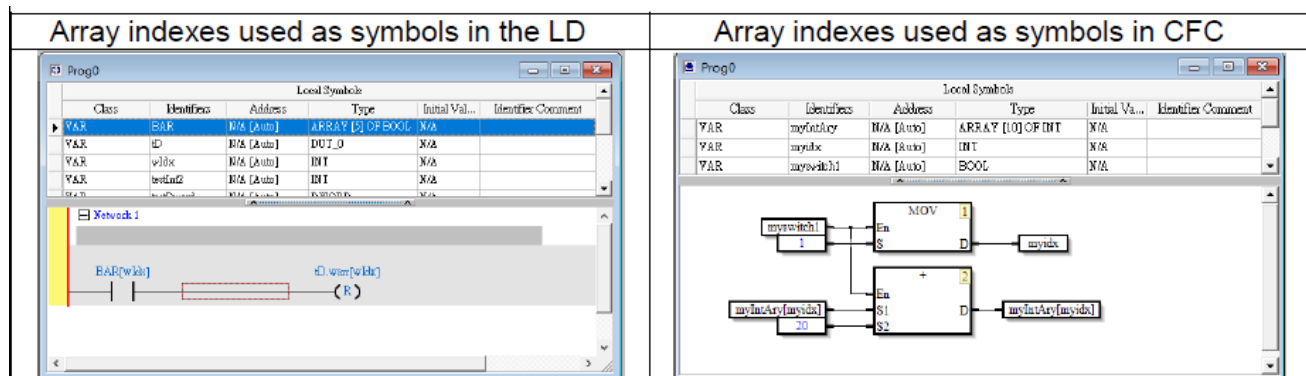 Array indexes used as symbols in the LD
Array indexes used as symbols in CFC
Prog0
Local Symbols
Class Identifiers Address Type Initial Val... Identifier Comment
VAR BAR N/A [Auto] ARRAY [5] OF BOOL N/A
VAR tD N/A [Auto] DUT_0 N/A
VAR wIdx N/A [Auto] INT N/A
VAR testInt2 N/A [Auto] INT N/A
Network 1
BAR[wIdx] [wIdx]
( R )
Prog0
Local Symbols
Class Identifiers Address Type Initial Va... Identifier Comment
VAR myIntAry N/A [Auto] ARRAY [10] OF INT N/A
VAR myidx N/A [Auto] INT N/A
VAR myswitch1 N/A [Auto] BOOL N/A
MOV 1
myswitch1 En
1 S D myidx
+ 2
En
myIntAry[myidx] S1 D myIntAry[myidx]
20 S2